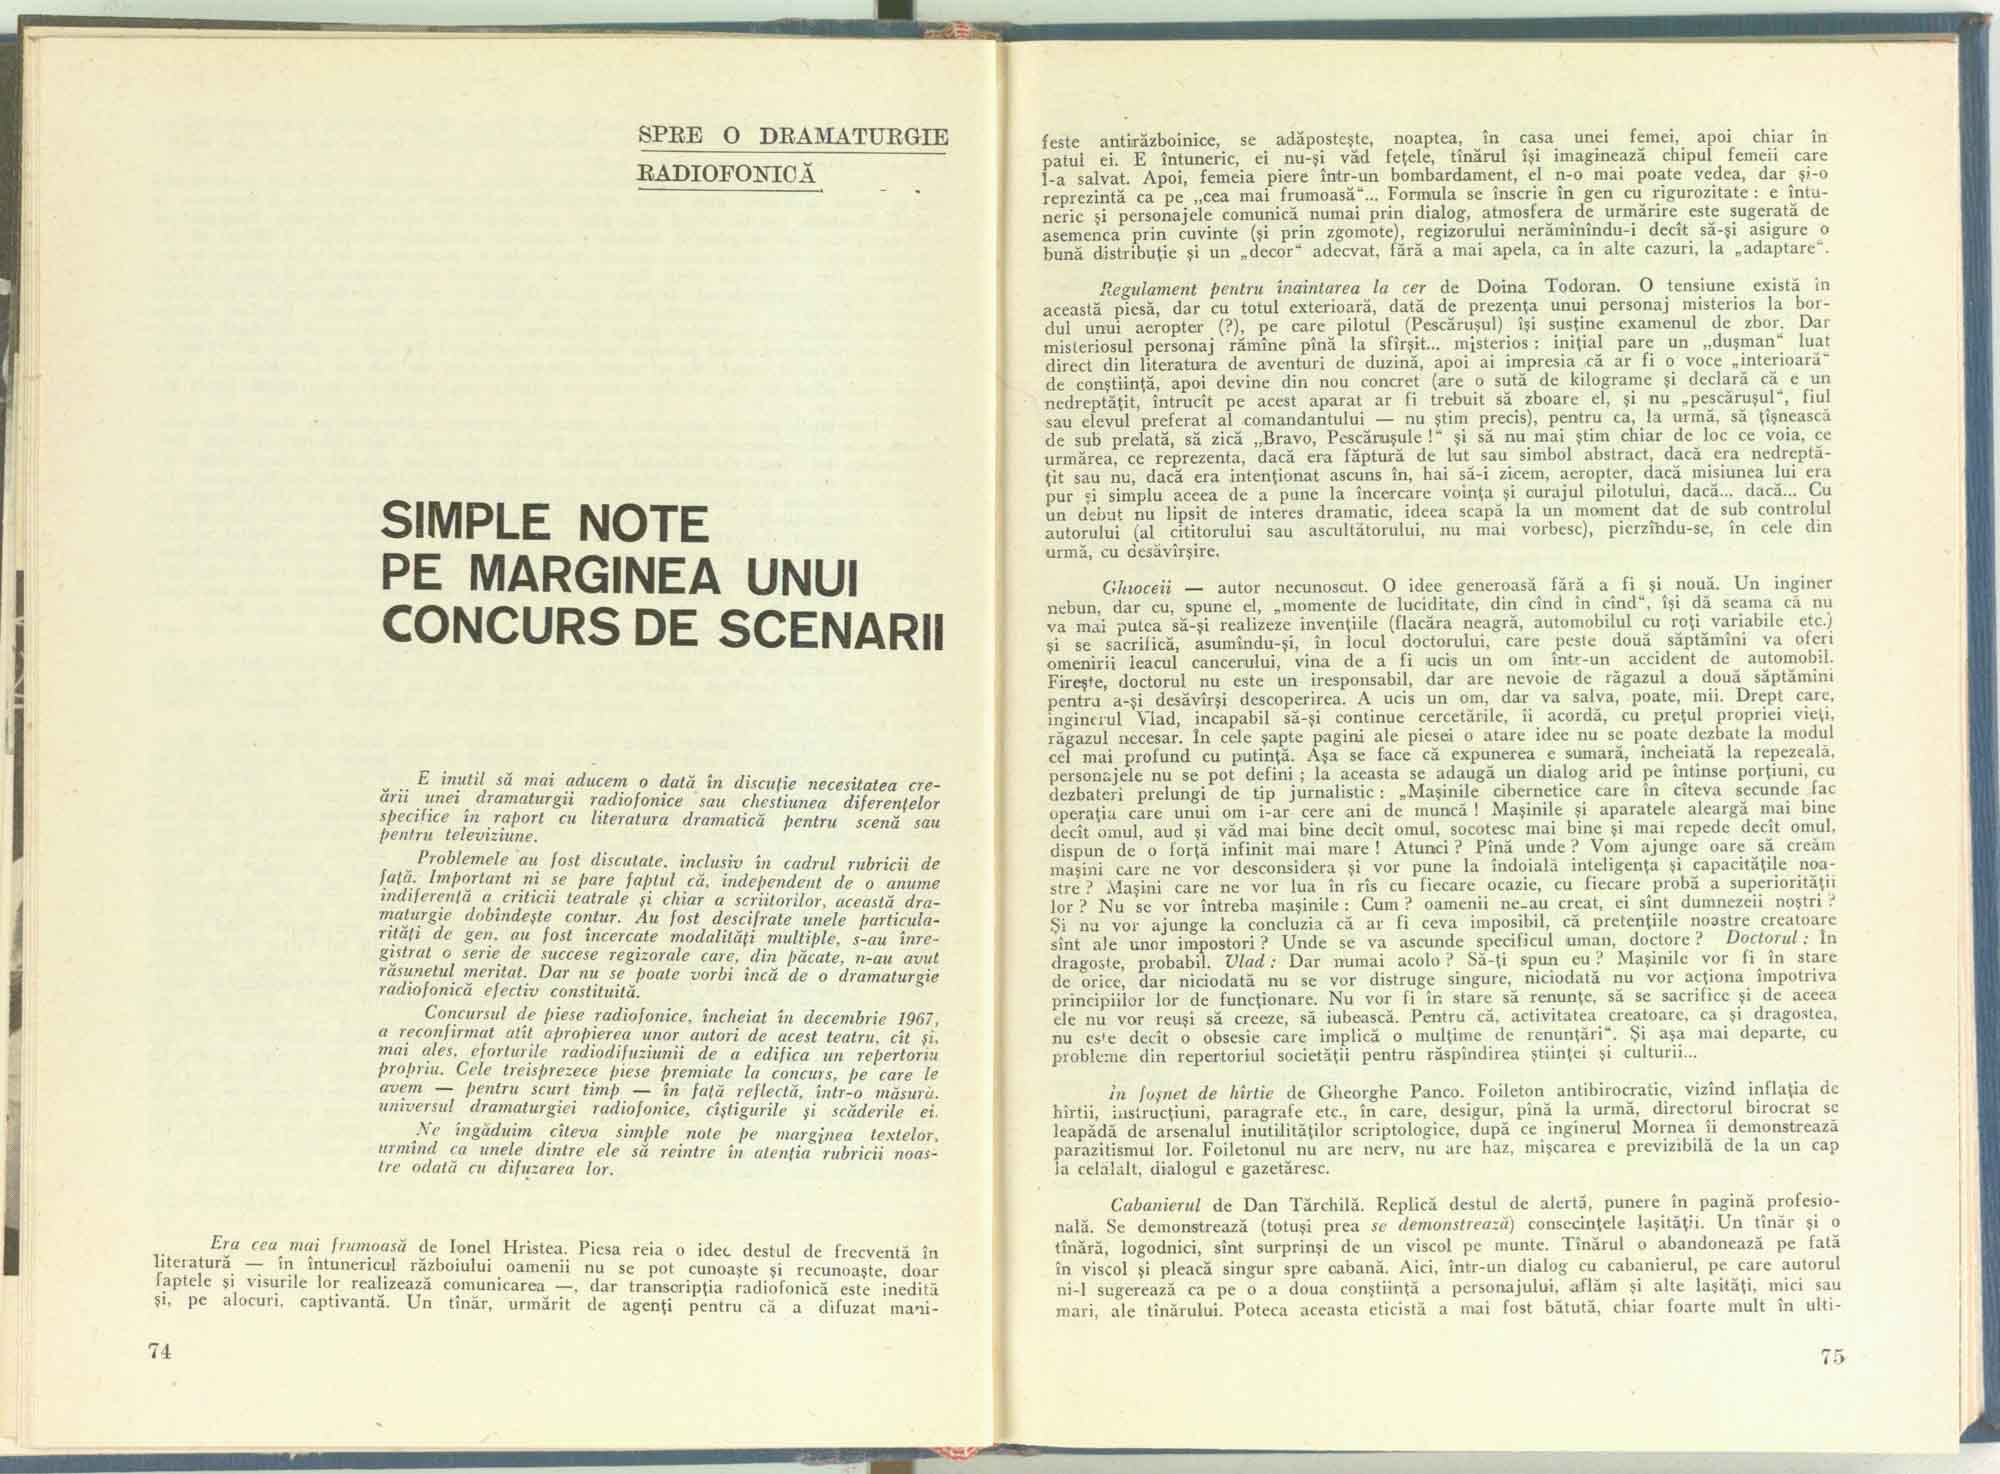 SPRE O DRAMATURGIE
RADIOFONICĂ
SIMPLE NOTE
PE MARGINEA UNUI
CONCURS DE SCENARII
E inutil să mai aducem o dată în discuție necesitatea cre-
ării unei dramaturgii radiofonice sau chestiunea diferențelor
specifice în raport cu literatura dramatică pentru scenă sau
pentru televiziune.
Problemele au fost discutate, inclusiv în cadrul rubricii de
față. Important ni se pare faptul că, independent de o anume
indiferență a criticii teatrale și chiar a scriitorilor, această dra-
maturgie dobîndește contur. Au fost descifrate unele particula-
rități de gen, au fost încercate modalități multiple, s-au înre-
gistrat o serie de succese regizorale care, din păcate, n-au avut
răsunetul meritat. Dar nu se poate vorbi încă de o dramaturgie
radiofonică efectiv constituită.
Concursul de piese radiofonice, încheiat în decembrie 1967,
a reconfirmat atît apropierea unor autori de acest teatru, cît și,
mai ales, eforturile radiodifuziunii de a edifica un repertoriu
propriu. Cele treisprezece piese premiate la concurs, pe care le
avem — pentru scurt timp — în față reflectă, într-o măsură,
universul dramaturgiei radiofonice, cîștigurile și scăderile ei.
Ne îngăduim cîteva simple note pe marginea textelor,
urmînd ca unele dintre ele să reintre în atenția rubricii noas-
tre odată cu difuzarea lor.
Era cea mai frumoasă de Ionel Hristea. Piesa reia o idee destul de frecventă în
literatură — în întunericul războiului oamenii nu se pot cunoaște și recunoaște, doar
faptele și visurile lor realizează comunicarea —, dar transcripția radiofonică este inedită
și, pe alocuri, captivantă. Un tînăr, urmărit de agenți pentru că a difuzat mani-
74
feste antirăzboinice, se adăpostește, noaptea, în casa unei femei, apoi chiar în
patul ei. E întuneric, ei nu-și văd fețele, tînărul își imaginează chipul femeii care
l-a salvat. Apoi, femeia piere într-un bombardament, el n-o mai poate vedea, dar și-o
reprezintă ca pe „cea mai frumoasă“... Formula se înscrie în gen cu rigurozitate : e întu-
neric și personajele comunică numai prin dialog, atmosfera de urmărire este sugerată de
asemenea prin cuvinte (și prin zgomote), regizorului nerămînîndu-i decît să-și asigure o
bună distribuție și un „decor“ adecvat, fără a mai apela, ca în alte cazuri, la „adaptare“.
Regulament pentru înaintarea la cer de Doina Todoran. O tensiune există în
această piesă, dar cu totul exterioară, dată de prezența unui personaj misterios la bor-
dul unui aeropter (?), pe care pilotul (Pescărușul) își susține examenul de zbor. Dar
misteriosul personaj rămîne pînă la sfîrșit... misterios : inițial pare un „dușman“ luat
direct din literatura de aventuri de duzină, apoi ai impresia că ar fi o voce „interioară“
de conștiință, apoi devine din nou concret (are o sută de kilograme și declară că e un
nedreptățit, întrucît pe acest aparat ar fi trebuit să zboare el, și nu „pescărușul“, fiul
sau elevul preferat al comandantului — nu știm precis), pentru ca, la urmă, să țîșnească
de sub prelată, să zică „Bravo, Pescărușule !“ și să nu mai știm chiar de loc ce voia, ce
urmărea, ce reprezenta, dacă era făptură de lut sau simbol abstract, dacă era nedreptă-
țit sau nu, dacă era intenționat ascuns în, hai să-i zicem, aeropter, dacă misiunea lui era
pur și simplu aceea de a pune la încercare voința și curajul pilotului, dacă... dacă... Cu
un debut nu lipsit de interes dramatic, ideea scapă la un moment dat de sub controlul
autorului (al cititorului sau ascultătorului, nu mai vorbesc), pierzîndu-se, în cele din
urmă, cu desăvîrșire.
Ghioceii — autor necunoscut. O idee generoasă fără a fi și nouă. Un inginer
nebun, dar cu, spune el, „momente de luciditate, din cînd în cînd“, își dă seama că nu
va mai putea să-și realizeze invențiile (flacăra neagră, automobilul cu roți variabile etc.)
și se sacrifică, asumîndu-și, în locul doctorului, care peste două săptămîni va oferi
omenirii leacul cancerului, vina de a fi ucis un om într-un accident de automobil.
Firește, doctorul nu este un iresponsabil, dar are nevoie de răgazul a două săptămîni
pentru a-și desăvîrși descoperirea. A ucis un om, dar va salva, poate, mii. Drept care,
inginerul Vlad, incapabil să-și continue cercetările, îi acordă, cu prețul propriei vieți,
răgazul necesar. În cele șapte pagini ale piesei o atare idee nu se poate dezbate la modul
cel mai profund cu putință. Așa se face că expunerea e sumară, încheiată la repezeală,
personajele nu se pot defini ; la aceasta se adaugă un dialog arid pe întinse porțiuni, cu
dezbateri prelungi de tip jurnalistic : „Mașinile cibernetice care în cîteva secunde fac
operația care unui om i-ar cere ani de muncă ! Mașinile și aparatele aleargă mai bine
decît omul, aud și văd mai bine decît omul, socotesc mai bine și mai repede decît omul,
dispun de o forță infinit mai mare ! Atunci ? Pînă unde ? Vom ajunge oare să creăm
mașini care ne vor desconsidera și vor pune la îndoială inteligența și capacitățile noa-
stre ? Mașini care ne vor lua în rîs cu fiecare ocazie, cu fiecare probă a superiorității
lor ? Nu se vor întreba mașinile : Cum ? oamenii ne-au creat, ei sînt dumnezeii noștri ?
Și nu vor ajunge la concluzia că ar fi ceva imposibil, că pretențiile noastre creatoare
sînt ale unor impostori ? Unde se va ascunde specificul uman, doctore ? Doctorul : În
dragoste, probabil. Vlad : Dar numai acolo ? Să-ți spun eu ? Mașinile vor fi în stare
de orice, dar niciodată nu se vor distruge singure, niciodată nu vor acționa împotriva
principiilor lor de funcționare. Nu vor fi în stare să renunțe, să se sacrifice și de aceea
ele nu vor reuși să creeze, să iubească. Pentru că, activitatea creatoare, ca și dragostea,
nu este decît o obsesie care implică o mulțime de renunțări“. Și așa mai departe, cu
probleme din repertoriul societății pentru răspîndirea științei și culturii...
În foșnet de hîrtie de Gheorghe Panco. Foileton antibirocratic, vizînd inflația de
hîrtii, instrucțiuni, paragrafe etc., în care, desigur, pînă la urmă, directorul birocrat se
leapădă de arsenalul inutilităților scriptologice, după ce inginerul Mornea îi demonstrează
parazitismul lor. Foiletonul nu are nerv, nu are haz, mișcarea e previzibilă de la un cap
la celălalt, dialogul e gazetăresc.
Cabanierul de Dan Tărchilă. Replică destul de alertă, punere în pagină profesio-
nală. Se demonstrează (totuși prea se demonstrează) consecințele lașității. Un tînăr și o
tînără, logodnici, sînt surprinși de un viscol pe munte. Tînărul o abandonează pe fată
în viscol și pleacă singur spre cabană. Aici, într-un dialog cu cabanierul, pe care autorul
ni-l sugerează ca pe o a doua conștiință a personajului, aflăm și alte lașități, mici sau
mari, ale tînărului. Poteca aceasta eticistă a mai fost bătută, chiar foarte mult în ulti-
75